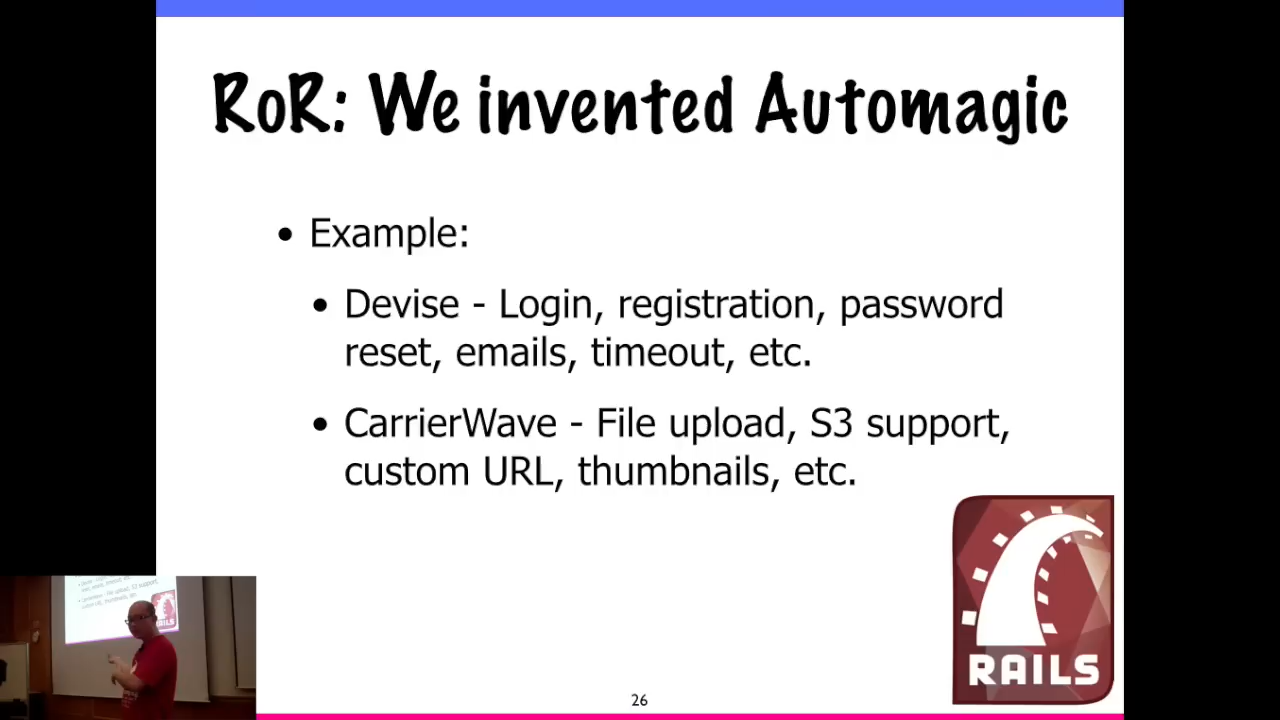 RoR: We invented Automagic
• Example:
• Devise - Login, registration, password
reset, emails, timeout, etc.
• CarrierWave - File upload, S3 support,
custom URL, thumbnails, etc.
RAILS
26